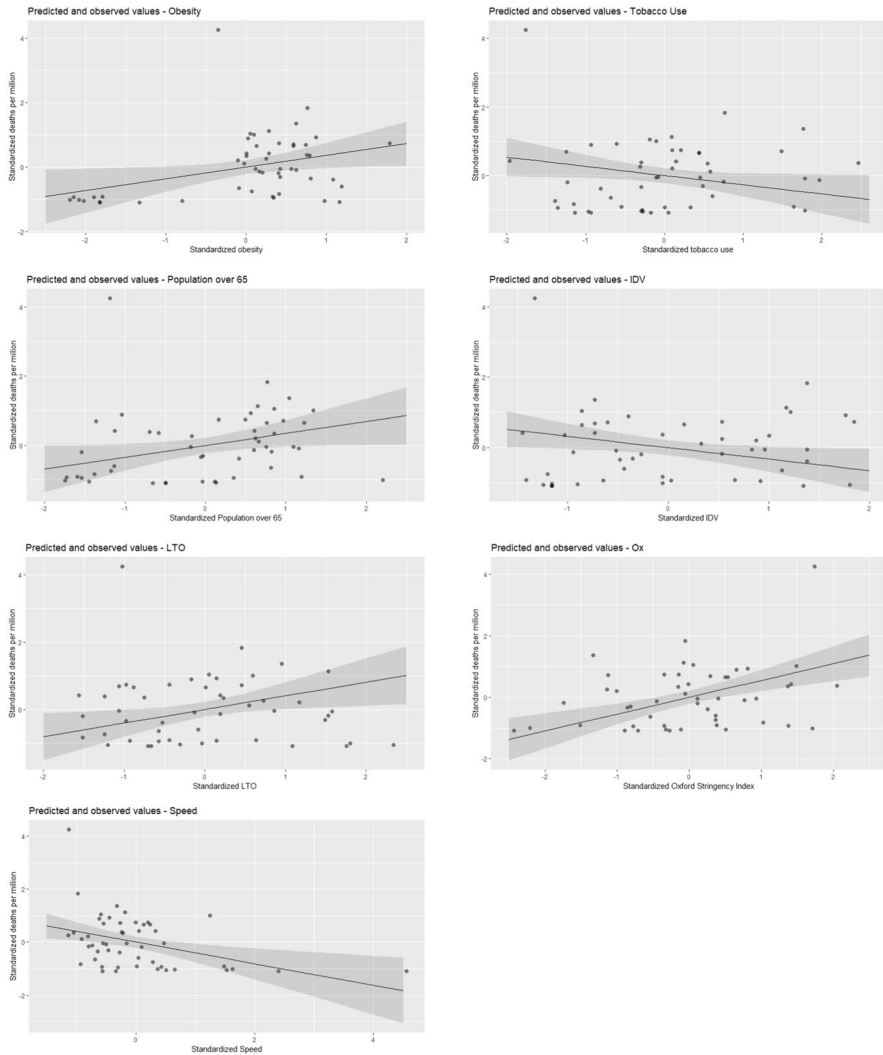 Predicted and observed values - Obesity
Standardized deaths per million
4
2
0
-2
-2
-1
0
1
2
Standardized obesity
Predicted and observed values - Tobacco Use
Standardized deaths per million
4
2
0
-2
-2
-1
0
1
2
Standardized tobacco use
Predicted and observed values - Population over 65
Standardized deaths per million
4
2
0
-2
-1
0
1
2
Standardized Population over 65
Predicted and observed values - IDV
Standardized deaths per million
4
2
0
-1
0
1
2
Standardized IDV
Predicted and observed values - LTO
Standardized deaths per million
4
2
0
-2
-1
0
1
2
Standardized LTO
Predicted and observed values - Ox
Standardized deaths per million
4
2
0
-2
-2
-1
0
1
2
Standardized Oxford Stringency Index
Predicted and observed values - Speed
Standardized deaths per million
4
2
0
-2
0
2
4
Standardized Speed